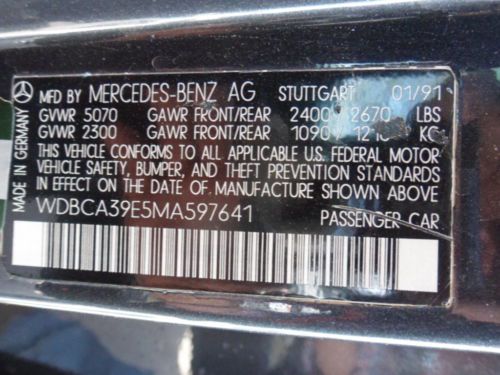 MFD BY MERCEDES-BENZ AG STUTTGART 01/91
GVWR 5070 GAWR FRONT/REAR 2400 2670 LBS
GVWR 2300 GAWR FRONT/REAR 1090 KG
THIS VEHICLE CONFORMS TO ALL APPLICABLE U.S. FEDERAL MOTOR
VEHICLE SAFETY, BUMPER, AND THEFT PREVENTION
STANDARDS IN EFFECT ON THE DATE OF MANUFACTURE SHOWN ABOVE
WDBCA39E5MA597641 PASSENGER CAR
MADE IN GERMANY